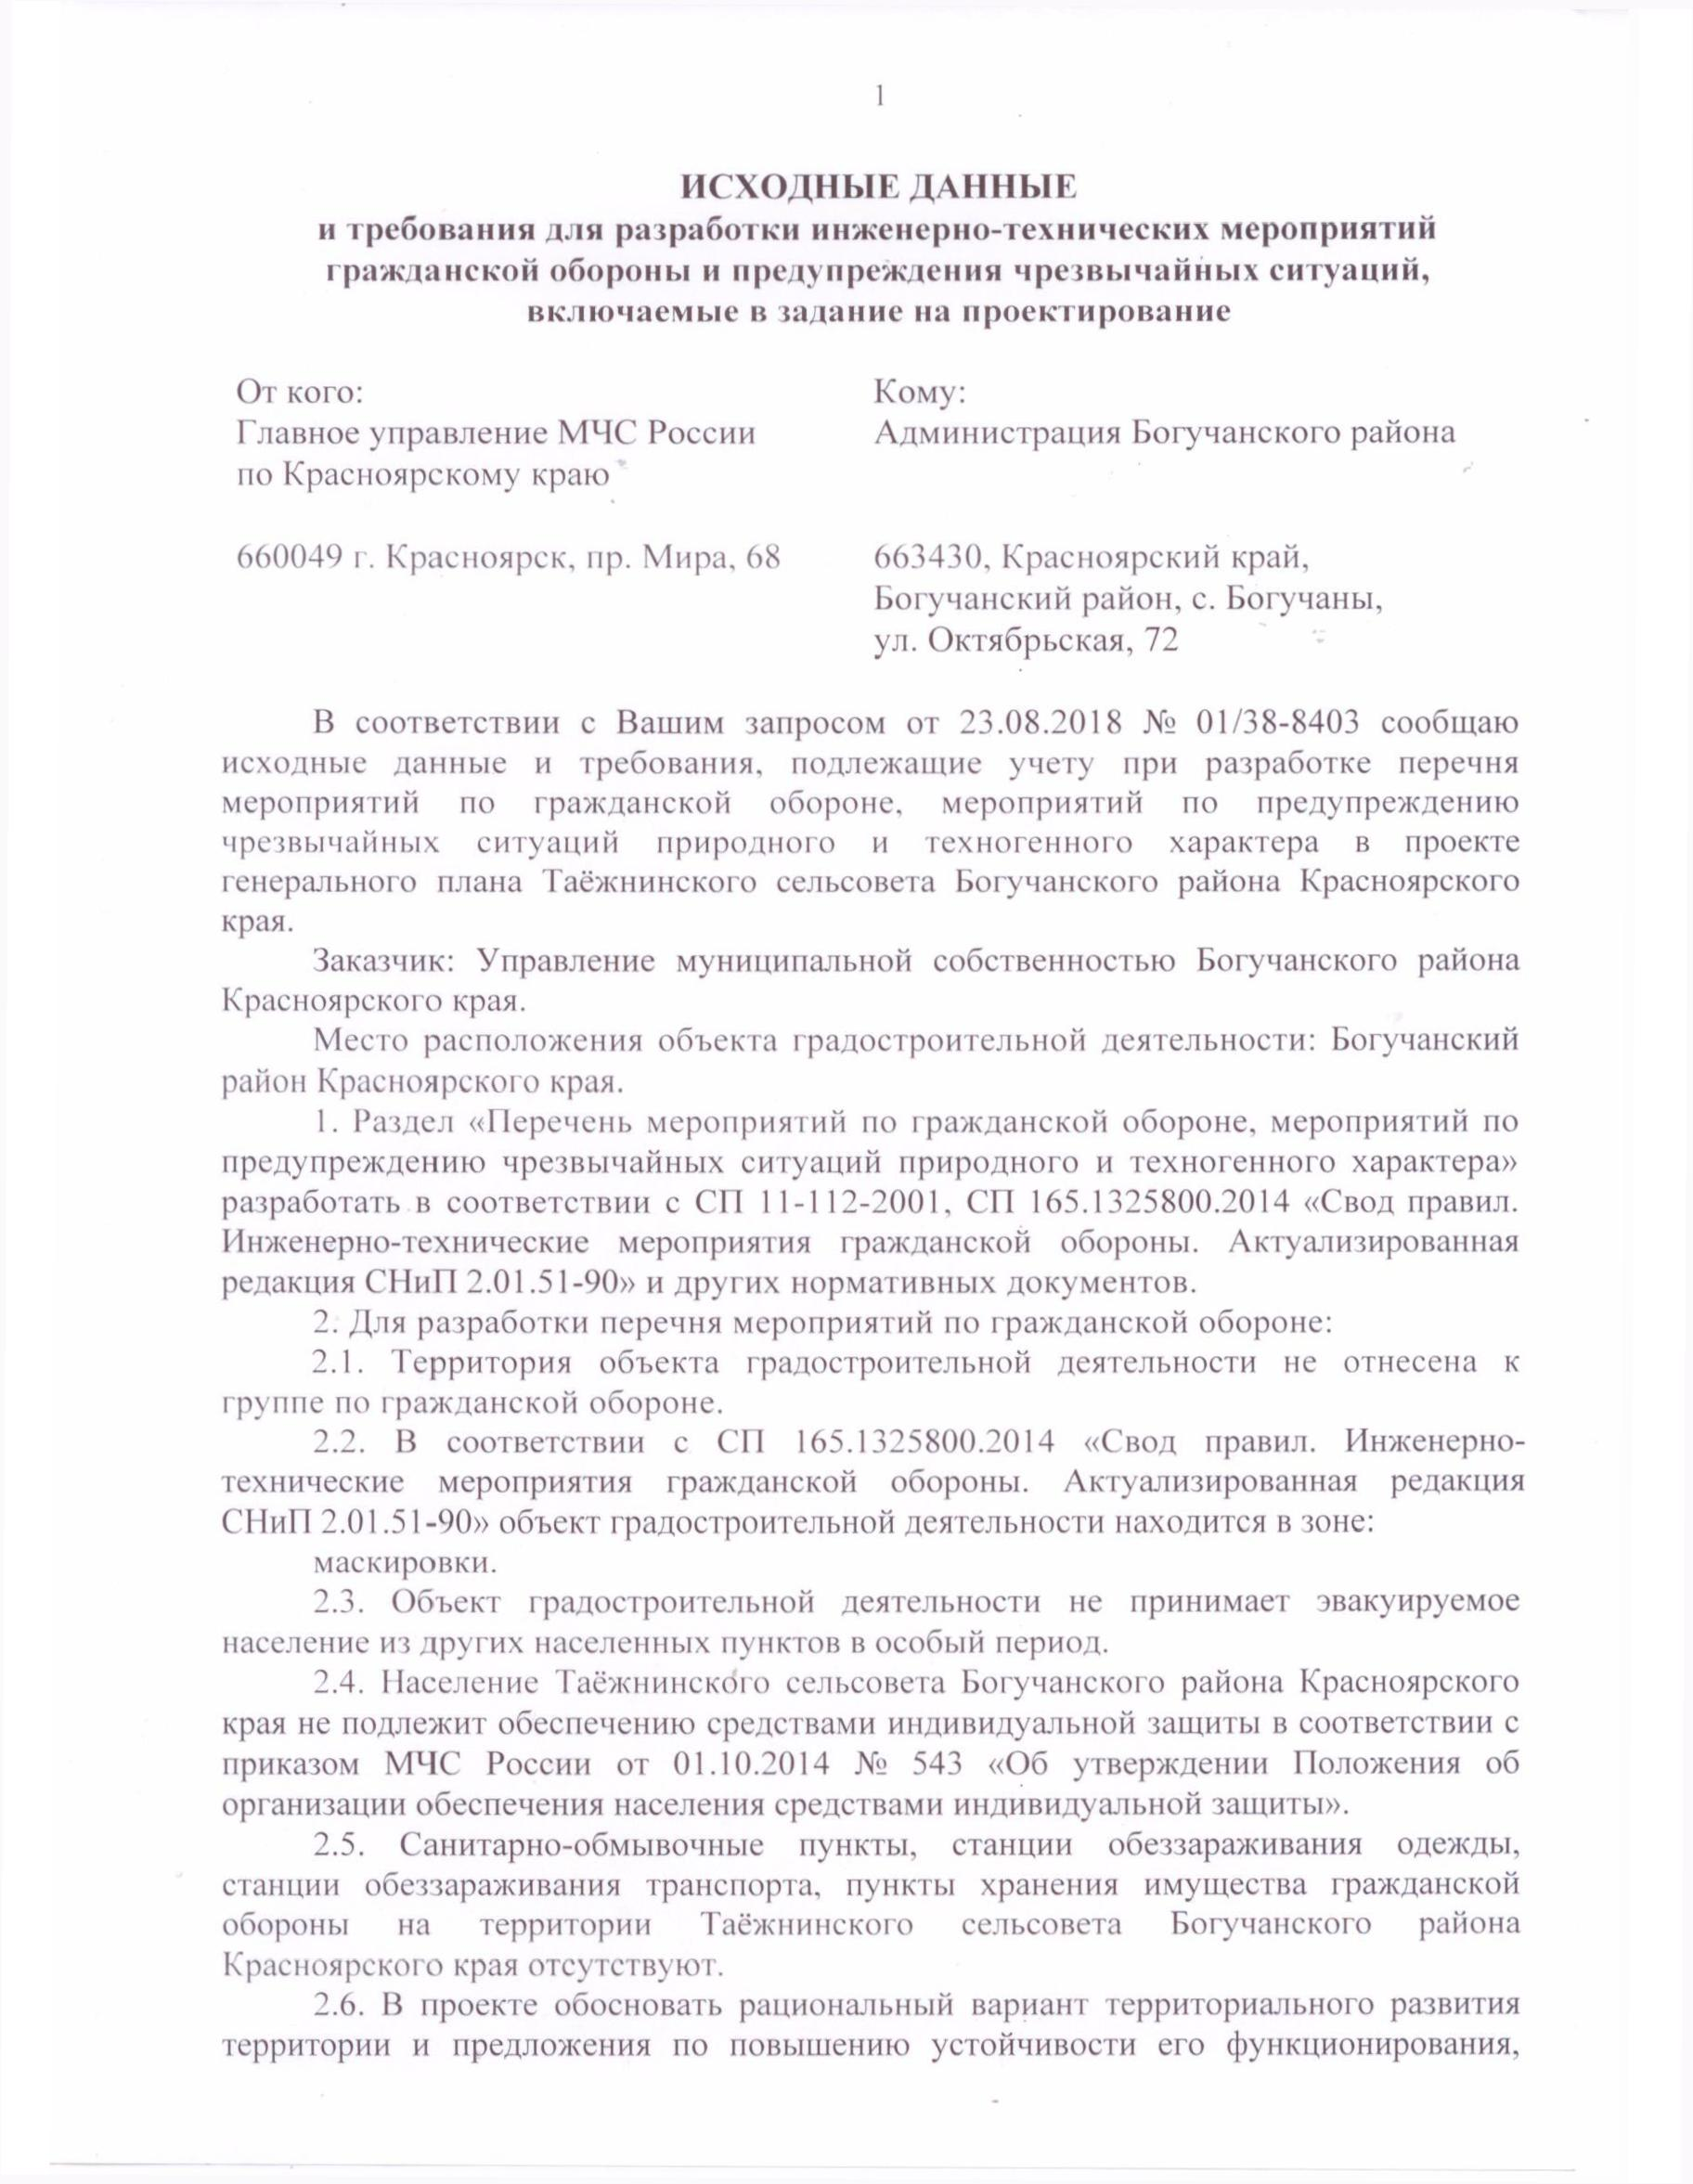 1
ИСХОДНЫЕ ДАННЫЕ
и требования для разработки инженерно-технических мероприятий
гражданской обороны и предупреждения чрезвычайных ситуаций,
включаемые в задание на проектирование
От кого:
Главное управление МЧС России
по Красноярскому краю
660049 г. Красноярск, пр. Мира, 68
Кому:
Администрация Богучанского района
663430, Красноярский край,
Богучанский район, с. Богучаны,
ул. Октябрьская, 72
В соответствии с Вашим запросом от 23.08.2018 № 01/38-8403 сообщаю
исходные данные и требования, подлежащие учету при разработке перечня
мероприятий по гражданской обороне, мероприятий по предупреждению
чрезвычайных ситуаций природного и техногенного характера в проекте
генерального плана Таёжнинского сельсовета Богучанского района Красноярского
края.
Заказчик: Управление муниципальной собственностью Богучанского района
Красноярского края.
Место расположения объекта градостроительной деятельности: Богучанский
район Красноярского края.
1. Раздел «Перечень мероприятий по гражданской обороне, мероприятий по
предупреждению чрезвычайных ситуаций природного и техногенного характера»
разработать в соответствии с СП 11-112-2001, СП 165.1325800.2014 «Свод правил.
Инженерно-технические мероприятия гражданской обороны. Актуализированная
редакция СНиП 2.01.51-90» и других нормативных документов.
2. Для разработки перечня мероприятий по гражданской обороне:
2.1. Территория объекта градостроительной деятельности не отнесена к
группе по гражданской обороне.
2.2. В соответствии с СП 165.1325800.2014 «Свод правил. Инженерно-
технические мероприятия гражданской обороны. Актуализированная редакция
СНиП 2.01.51-90» объект градостроительной деятельности находится в зоне:
маскировки.
2.3. Объект градостроительной деятельности не принимает эвакуируемое
население из других населенных пунктов в особый период.
2.4. Население Таёжнинского сельсовета Богучанского района Красноярского
края не подлежит обеспечению средствами индивидуальной защиты в соответствии с
приказом МЧС России от 01.10.2014 № 543 «Об утверждении Положения об
организации обеспечения населения средствами индивидуальной защиты».
2.5. Санитарно-обмывочные пункты, станции обеззараживания одежды,
станции обеззараживания транспорта, пункты хранения имущества гражданской
обороны на территории Таёжнинского сельсовета Богучанского района
Красноярского края отсутствуют.
2.6. В проекте обосновать рациональный вариант территориального развития
территории и предложения по повышению устойчивости его функционирования,